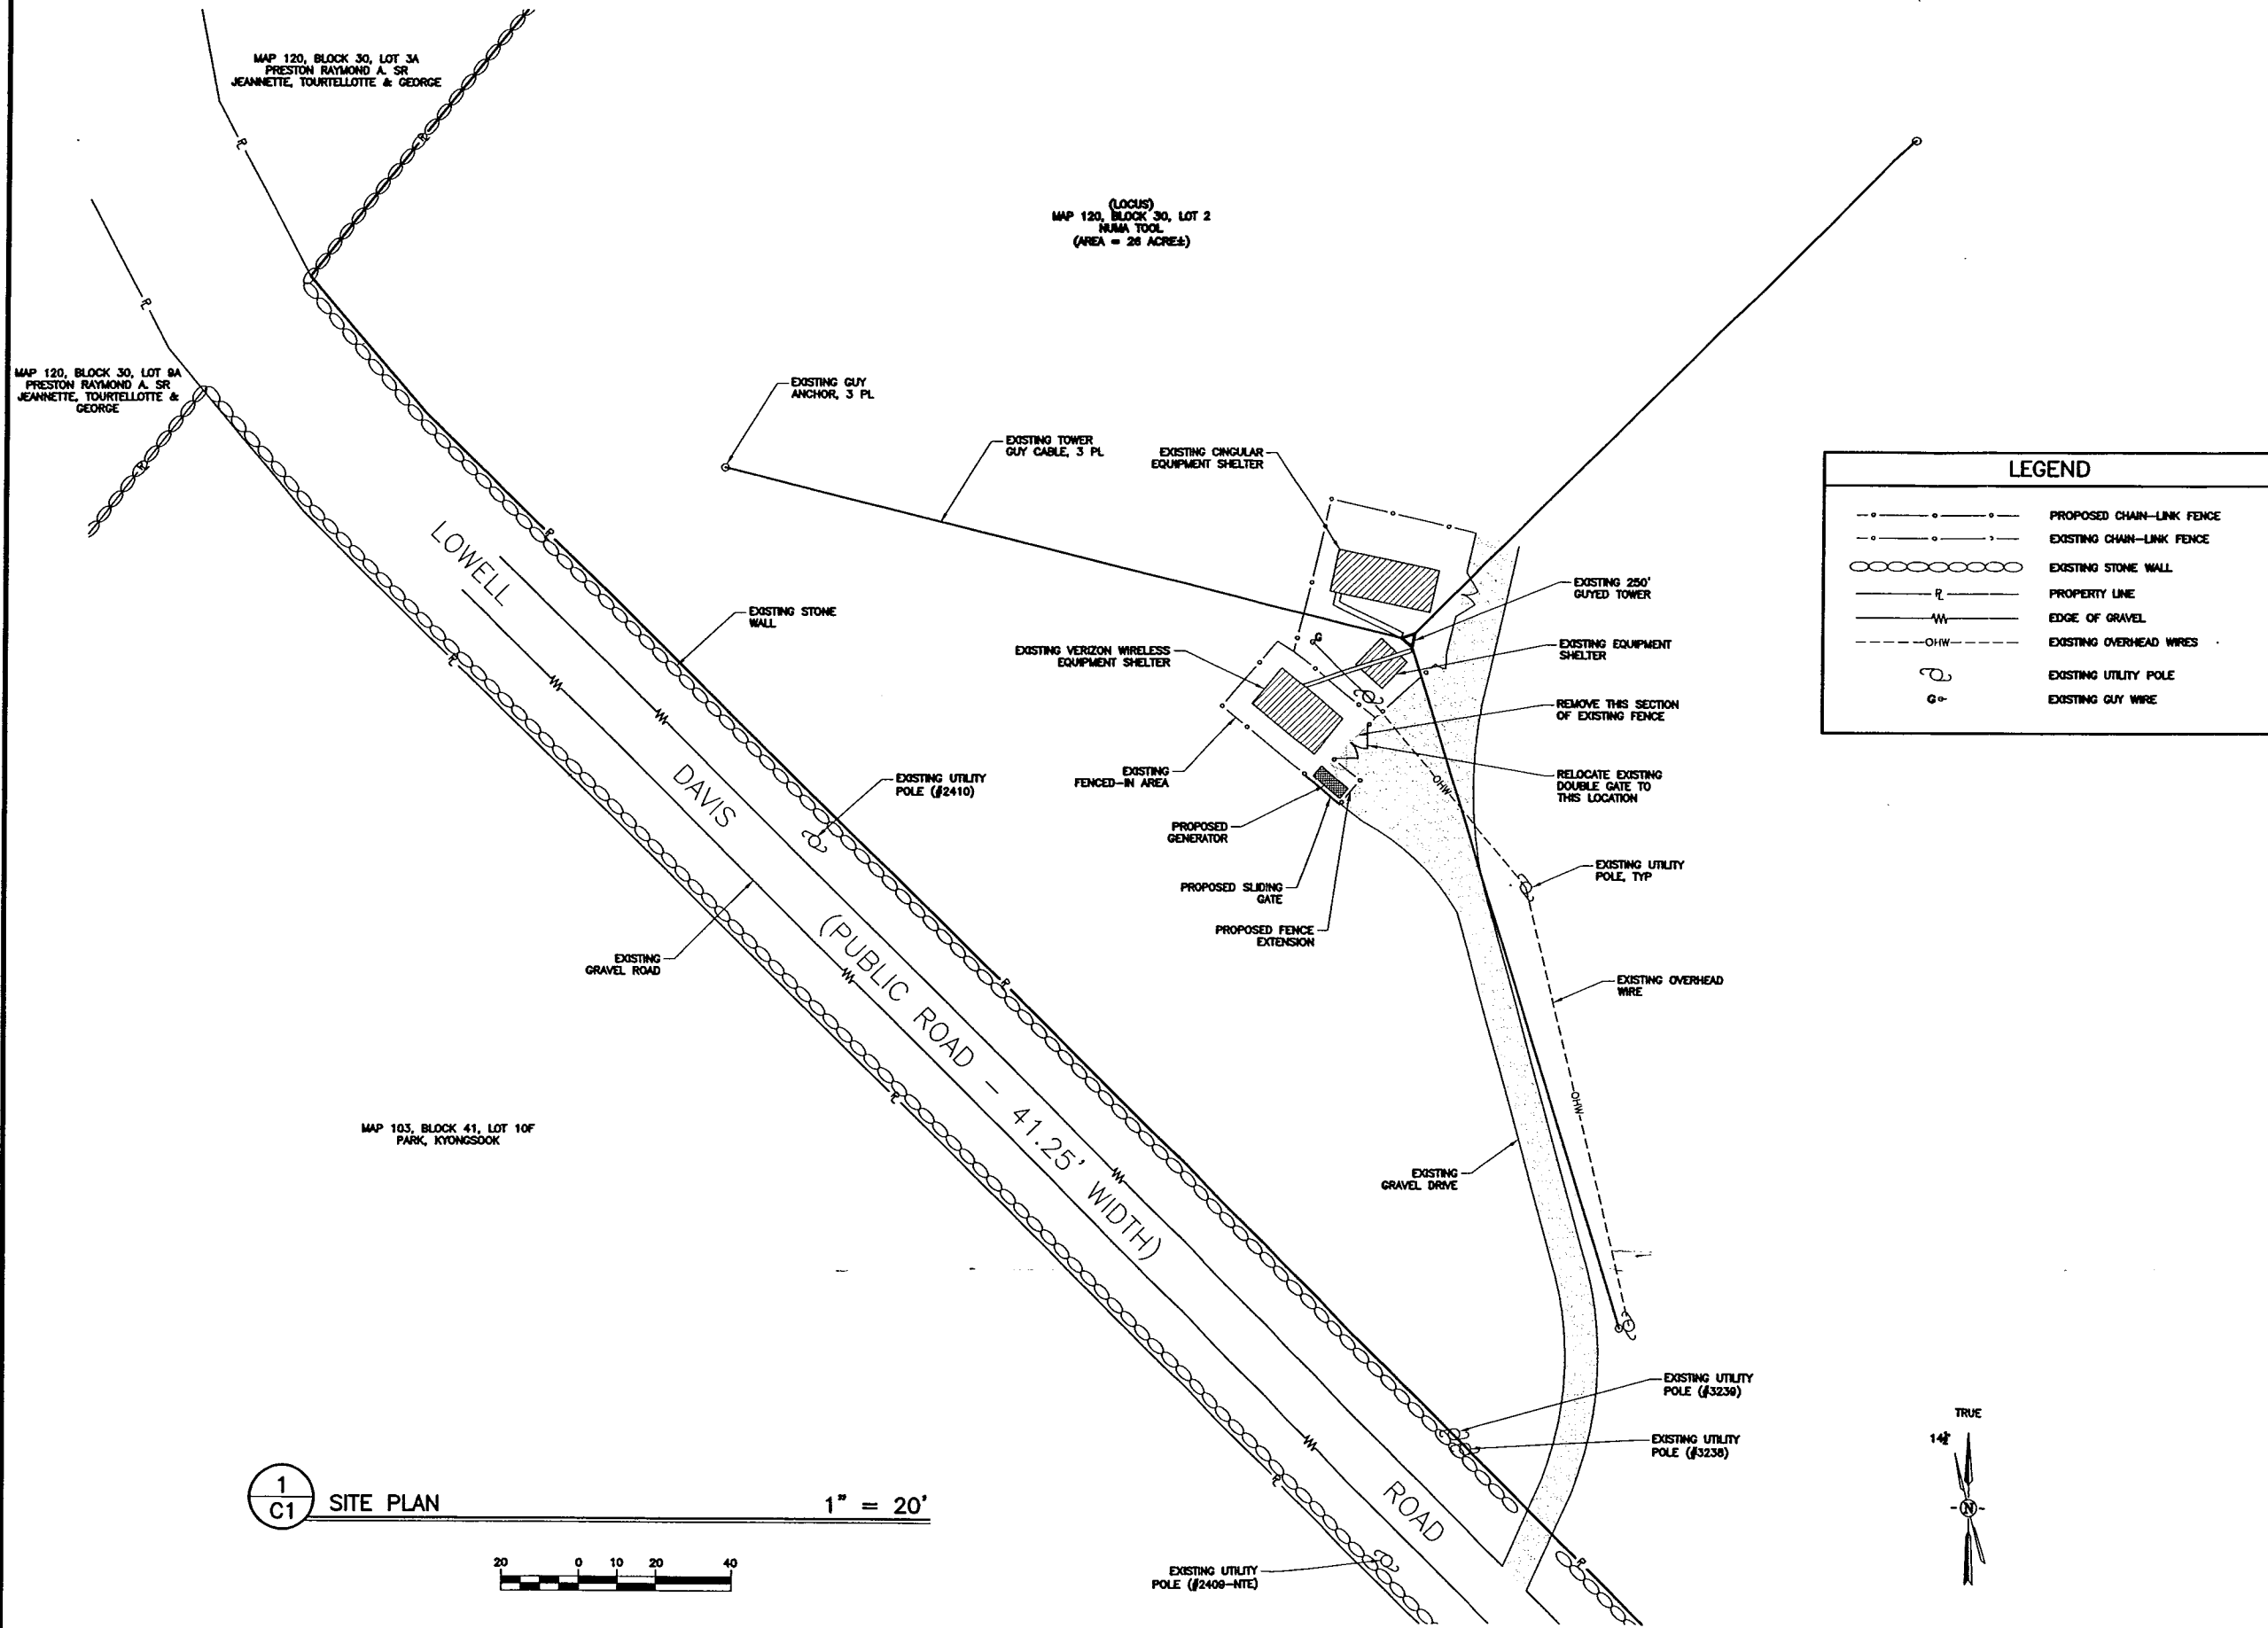 MAP 120, BLOCK 30, LOT 3A
PRESTON RAYMOND A. SR
JEANNETTE, TOURTELLOTTE & GEORGE
(LOCUS)
MAP 120, BLOCK 30, LOT 2
NUMA TOOL
(AREA = 26 ACRE±)
MAP 120, BLOCK 30, LOT 9A
PRESTON RAYMOND A. SR
JEANNETTE, TOURTELLOTTE &
GEORGE
EXISTING GUY
ANCHOR, 3 PL
EXISTING TOWER
GUY CABLE, 3 PL
EXISTING CINGULAR
EQUIPMENT SHELTER
LEGEND
PROPOSED CHAIN-LINK FENCE
EXISTING CHAIN-LINK FENCE
EXISTING STONE WALL
PL PROPERTY LINE
EDGE OF GRAVEL
OHW EXISTING OVERHEAD WIRES
EXISTING UTILITY POLE
G EXISTING GUY WIRE
EXISTING 250'
GUYED TOWER
EXISTING EQUIPMENT
SHELTER
REMOVE THIS SECTION
OF EXISTING FENCE
RELOCATE EXISTING
DOUBLE GATE TO
THIS LOCATION
G
OHW
EXISTING STONE
WALL
EXISTING VERIZON WIRELESS
EQUIPMENT SHELTER
EXISTING
FENCED-IN AREA
PROPOSED
GENERATOR
PROPOSED SLIDING
GATE
PROPOSED FENCE
EXTENSION
EXISTING UTILITY
POLE (#2410)
EXISTING
GRAVEL ROAD
LOWELL DAVIS (PUBLIC ROAD - 41.25' WIDTH) ROAD
EXISTING UTILITY
POLE, TYP
EXISTING OVERHEAD
WIRE
OHW
EXISTING
GRAVEL DRIVE
MAP 103, BLOCK 41, LOT 10F
PARK, KYONGSOOK
EXISTING UTILITY
POLE (#3239)
EXISTING UTILITY
POLE (#3238)
EXISTING UTILITY
POLE (#2409-NTE)
TRUE
N
1
C1
SITE PLAN 1" = 20'
20 0 10 20 40